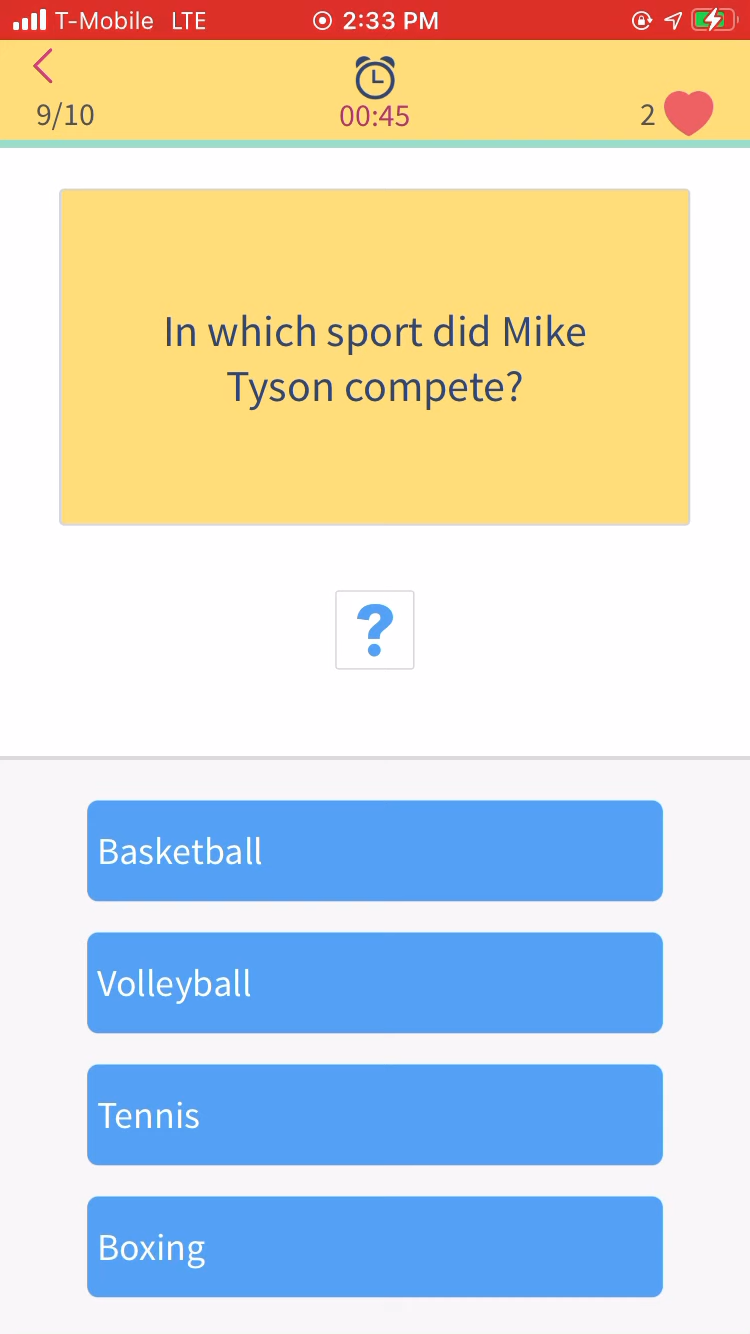 T-Mobile LTE 2:33 PM
9/10 00:45 2
In which sport did Mike
Tyson compete?
?
Basketball
Volleyball
Tennis
Boxing